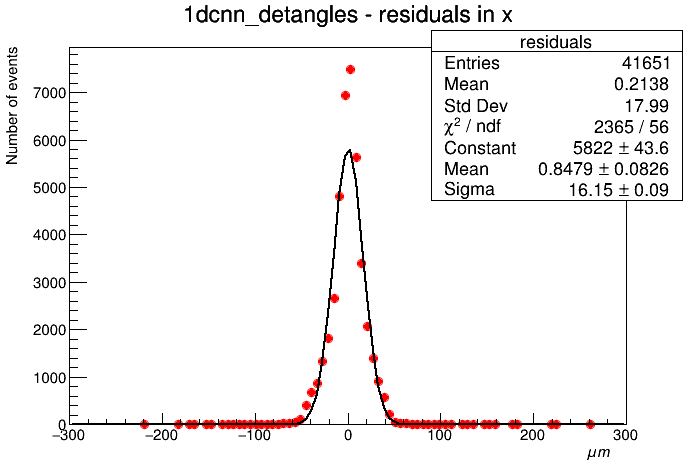 1dcnn_detangles - residuals in x
residuals
Entries 41651
Mean 0.2138
Std Dev 17.99
χ² / ndf 2365 / 56
Constant 5822 ± 43.6
Mean 0.8479 ± 0.0826
Sigma 16.15 ± 0.09
Number of events
7000
6000
5000
4000
3000
2000
1000
0
−300 −200 −100 0 100 200 300
μm